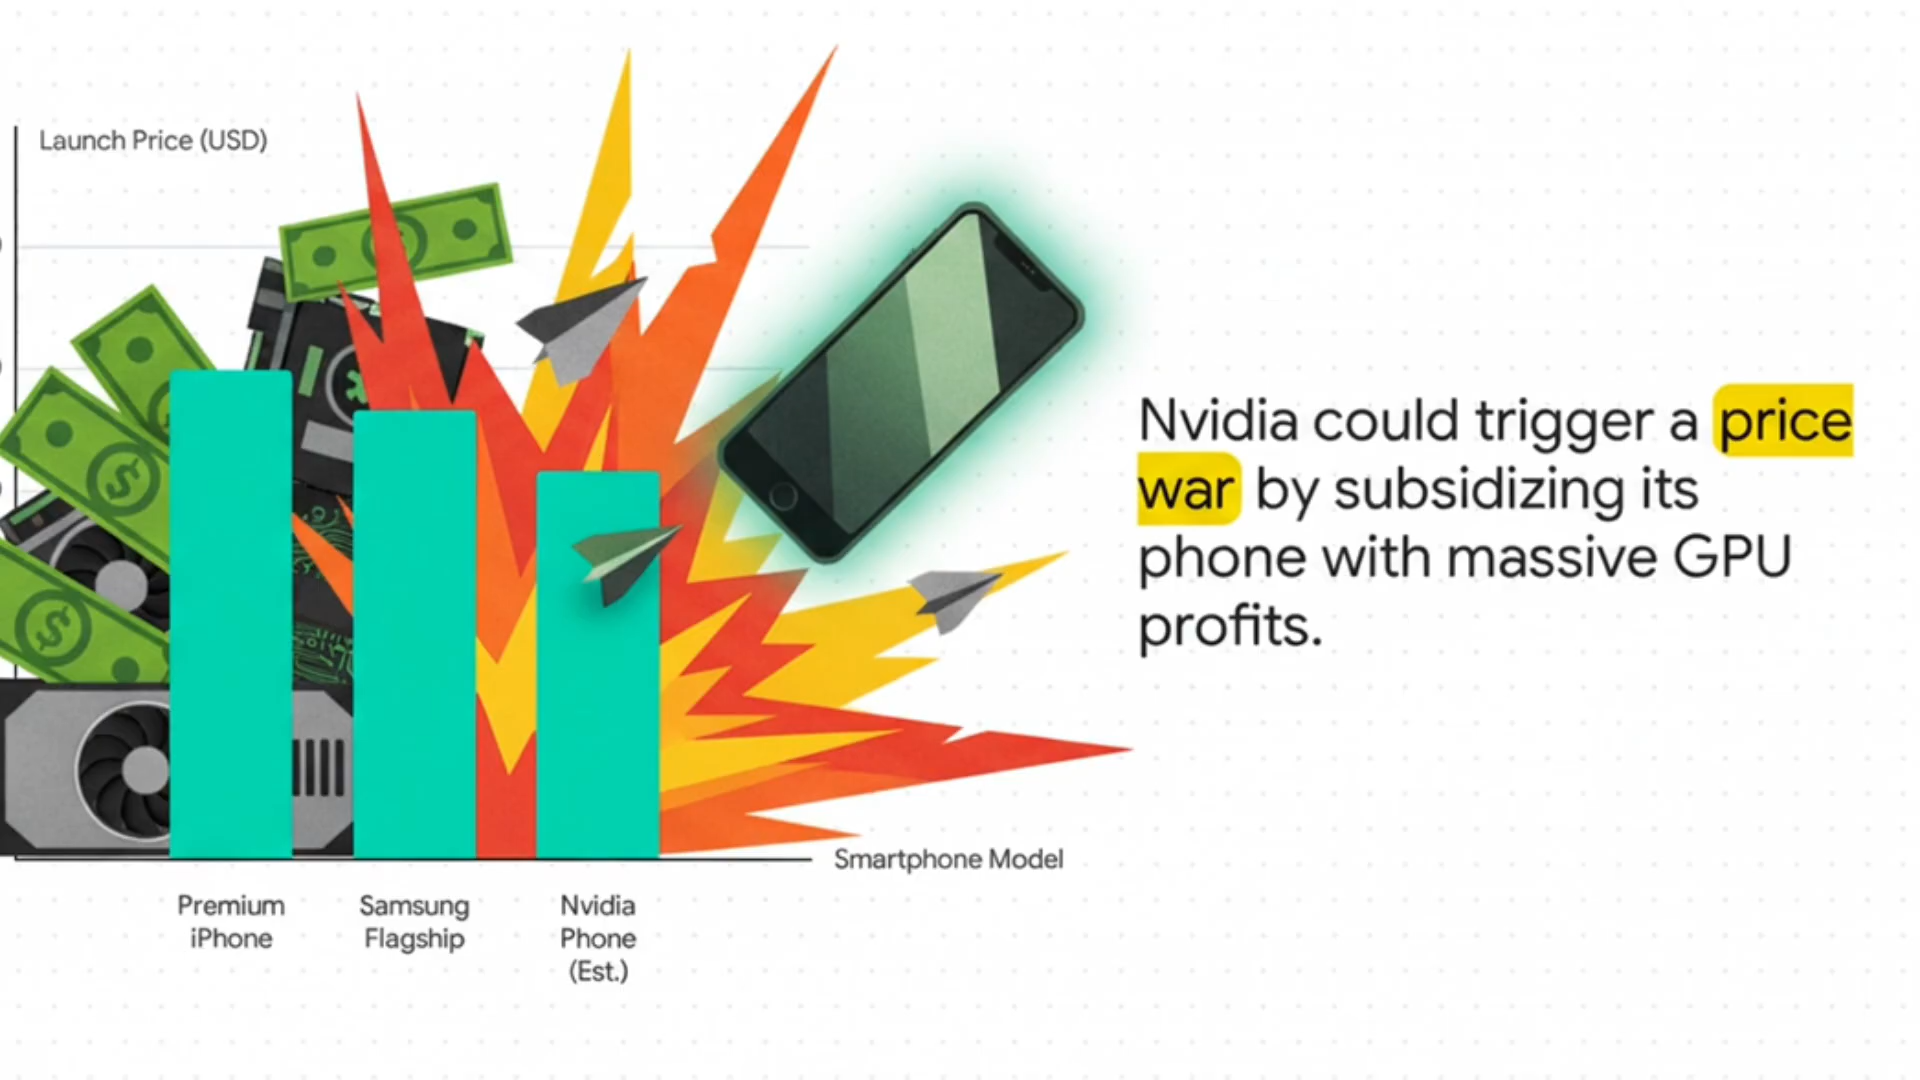 Launch Price (USD)
Nvidia could trigger a price
war by subsidizing its
phone with massive GPU
profits.
Smartphone Model
Premium
iPhone
Samsung
Flagship
Nvidia
Phone
(Est.)